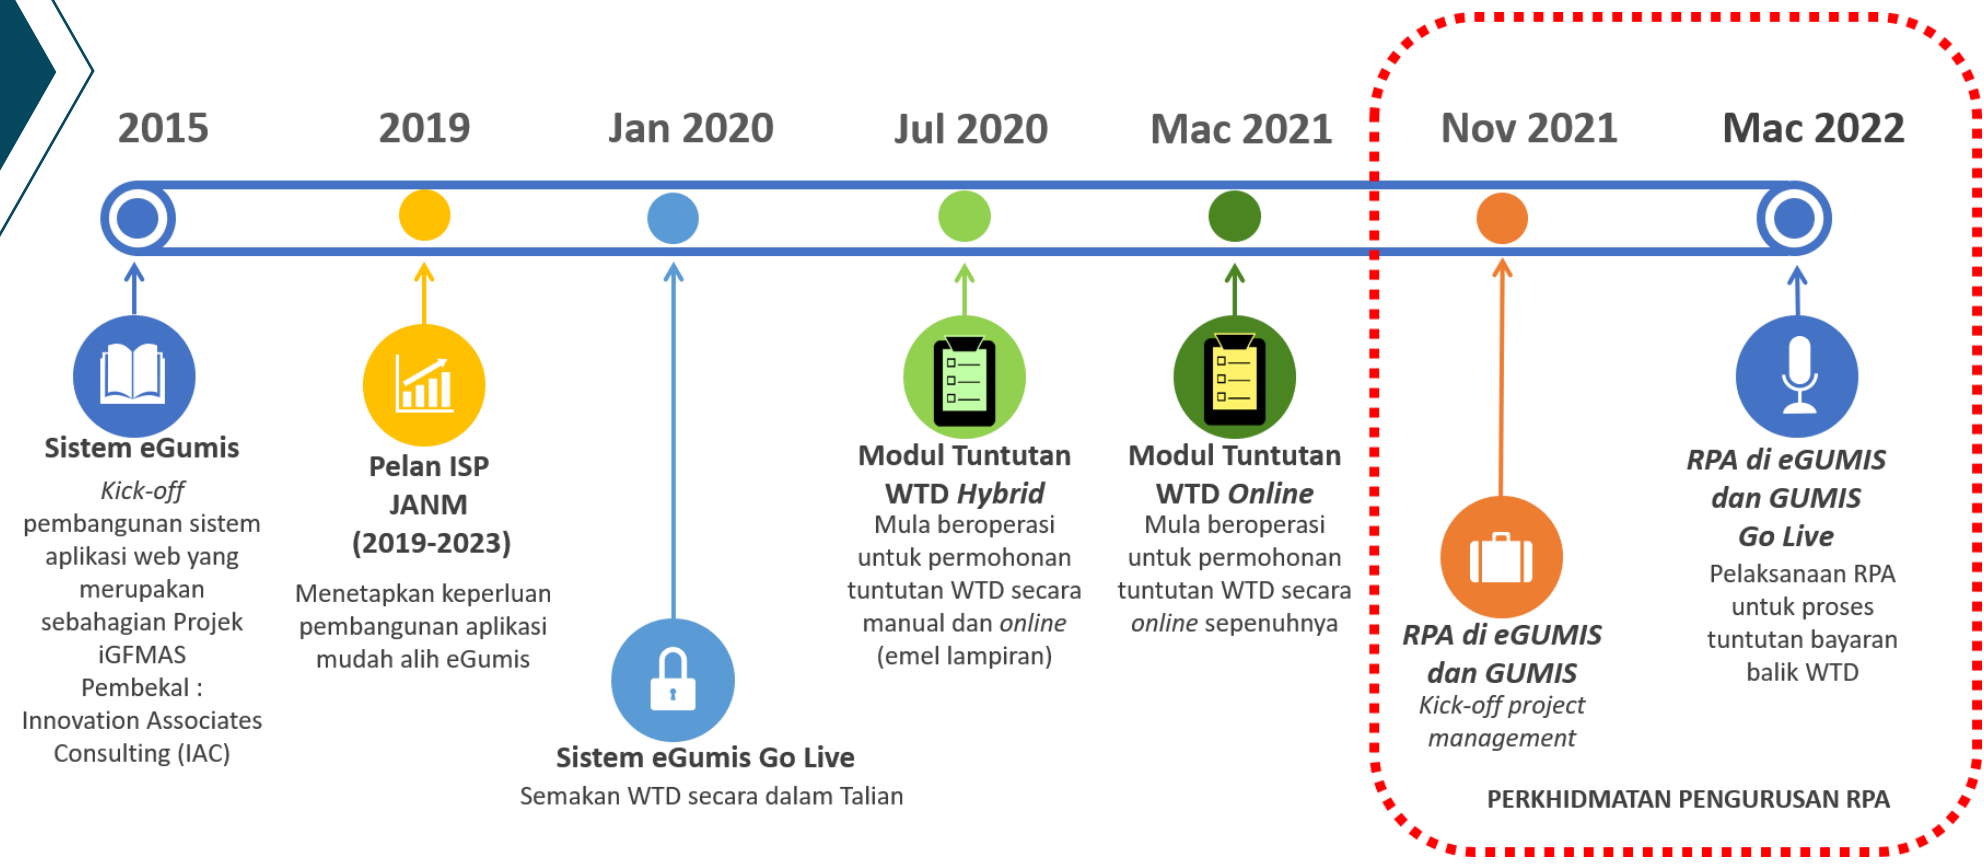 2015
2019
Jan 2020
Jul 2020
Mac 2021
Nov 2021
Mac 2022
Sistem eGumis
Kick-off
pembangunan sistem
aplikasi web yang
merupakan
sebahagian Projek
iGFMAS
Pembekal :
Innovation Associates
Consulting (IAC)
Pelan ISP
JANM
(2019-2023)
Menetapkan keperluan
pembangunan aplikasi
mudah alih eGumis
Sistem eGumis Go Live
Semakan WTD secara dalam Talian
Modul Tuntutan
WTD Hybrid
Mula beroperasi
untuk permohonan
tuntutan WTD secara
manual dan online
(emel lampiran)
Modul Tuntutan
WTD Online
Mula beroperasi
untuk permohonan
tuntutan WTD secara
online sepenuhnya
RPA di eGUMIS
dan GUMIS
Kick-off project
management
RPA di eGUMIS
dan GUMIS
Go Live
Pelaksanaan RPA
untuk proses
tuntutan bayaran
balik WTD
PERKHIDMATAN PENGURUSAN RPA